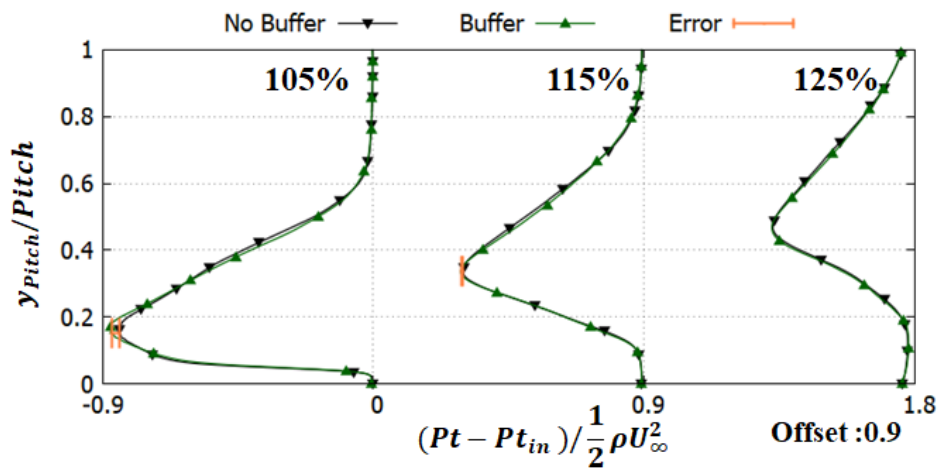 No Buffer Buffer Error
1 105% 115% 125%
0.8
0.6
0.4
0.2
0
y_Pitch/Pitch
-0.9 0 0.9 1.8
(Pt − Pt_in)/½ρU²_∞ Offset :0.9